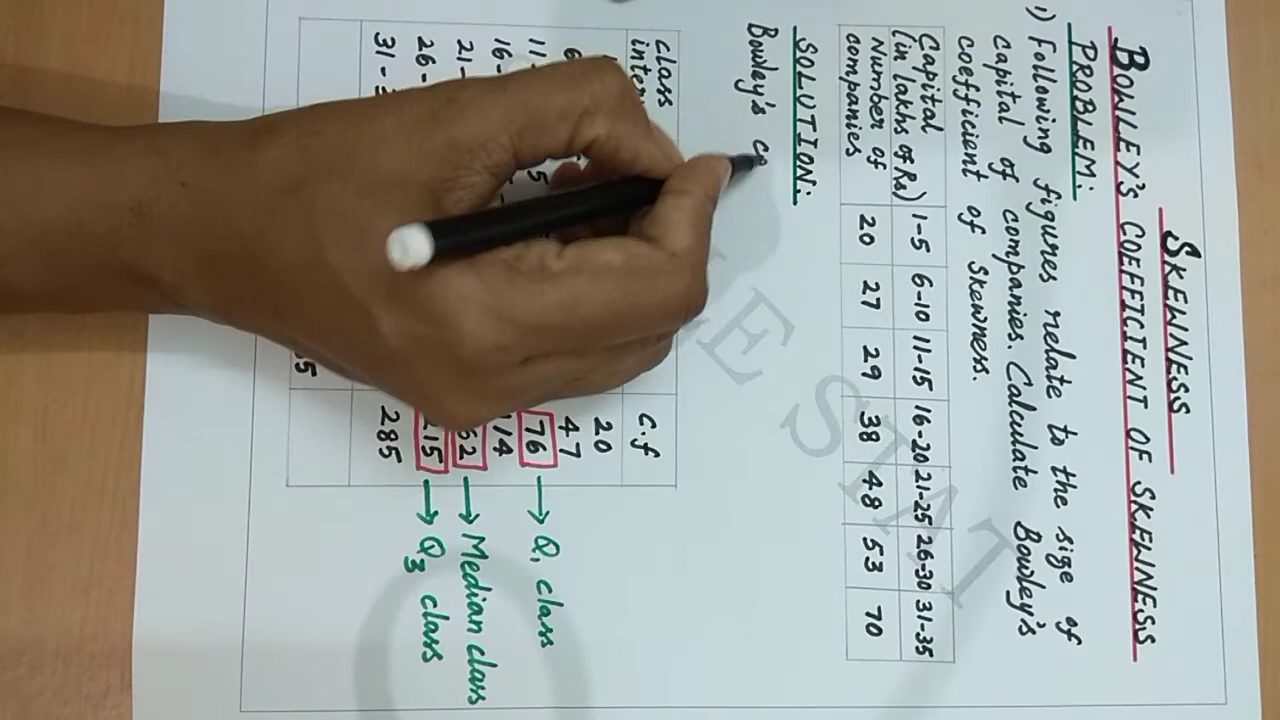 SKEWNESS
BOWLEY'S COEFFICIENT OF SKEWNESS
PROBLEM:
1) Following figures relate to the size of
capital of companies. Calculate Bowley's
coefficient of Skewness.
Capital (in lakhs of Rs) 1-5 6-10 11-15 16-20 21-25 26-30 31-35
Number of companies 20 27 29 38 48 53 70
SOLUTION:
Bowley's co
class C.f
20
47
11- 76 → Q1 class
16-
21- → Median class
26- → Q3 class
31- 285